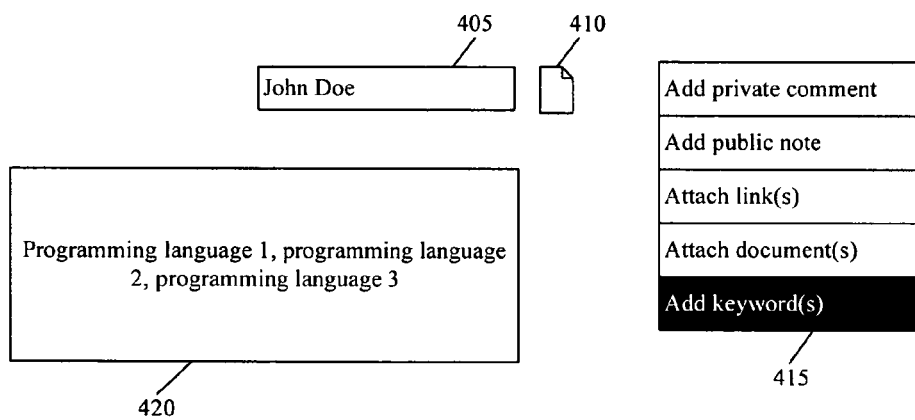 405
410
John Doe
Add private comment
Add public note
Attach link(s)
Attach document(s)
Add keyword(s)
415
Programming language 1, programming language
2, programming language 3
420